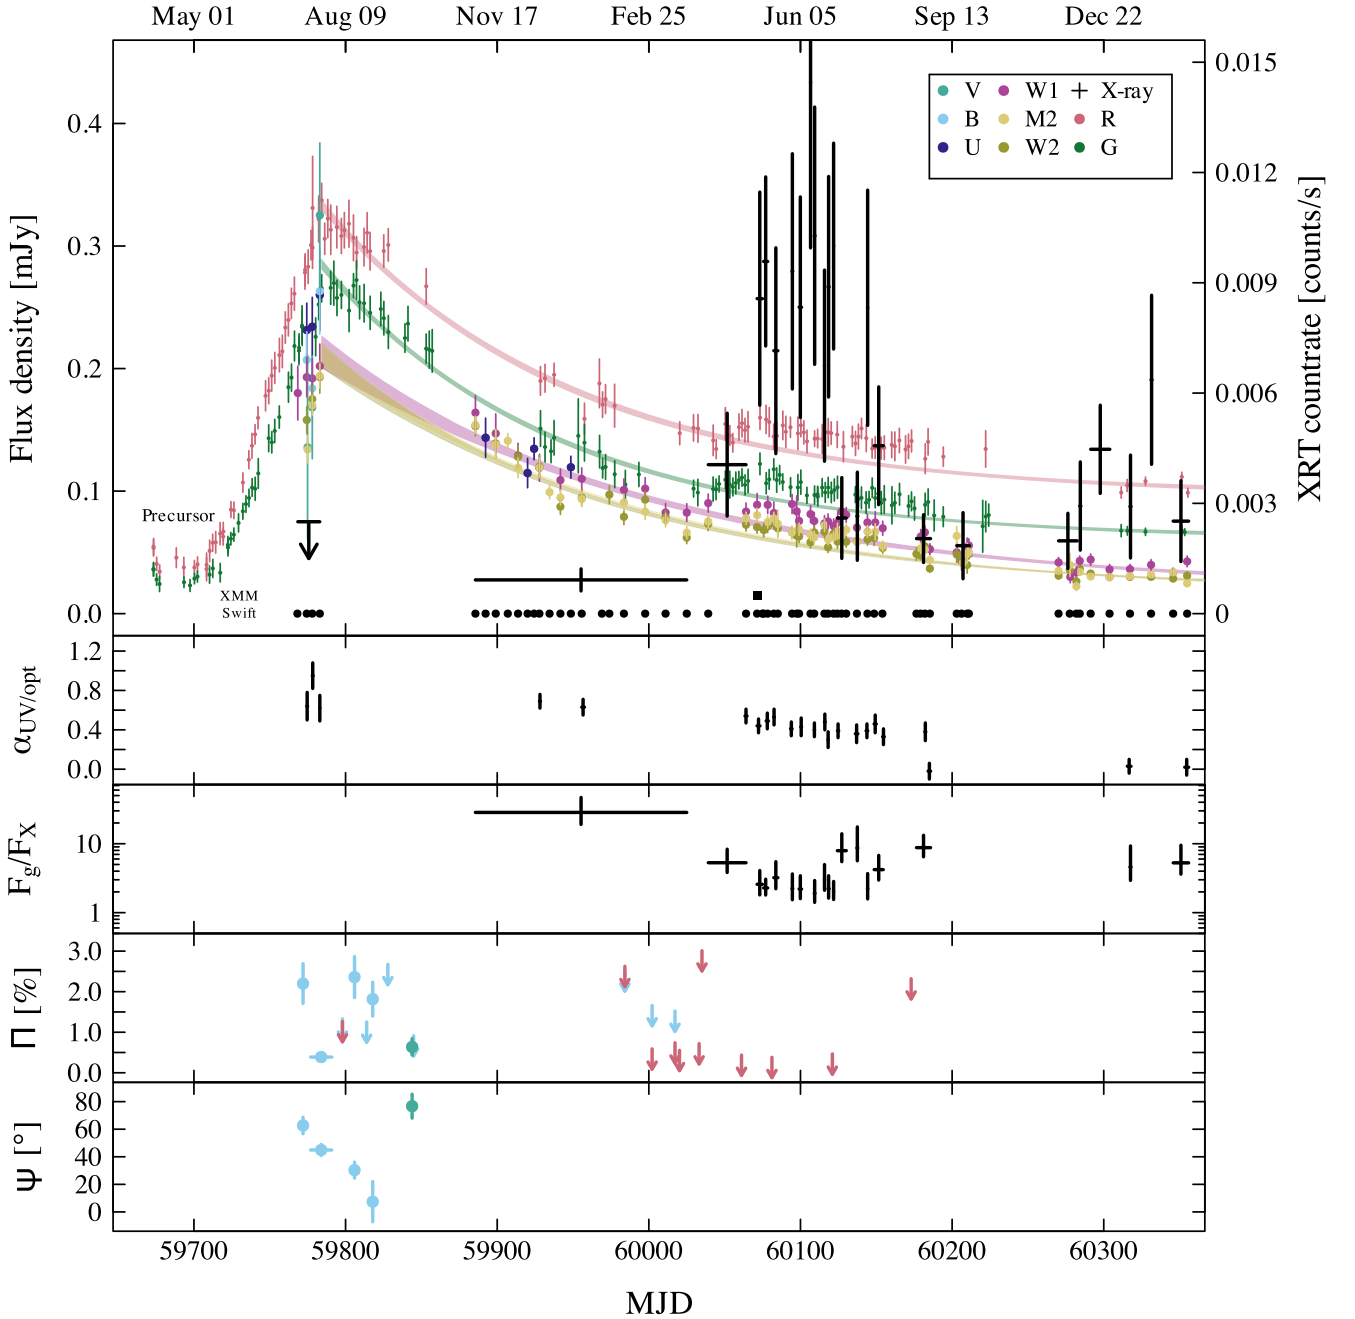 May 01 Aug 09 Nov 17 Feb 25 Jun 05 Sep 13 Dec 22
V W1 X-ray
B M2 R
U W2 G
Flux density [mJy]
0.4
0.3
0.2
0.1
0.0
Precursor
XMM
Swift
0.015
0.012
0.009
0.006
0.003
0
XRT countrate [counts/s]
αUV/opt
1.2
0.8
0.4
0.0
Fg/FX
10
1
Π [%]
3.0
2.0
1.0
0.0
Ψ [°]
80
60
40
20
0
59700 59800 59900 60000 60100 60200 60300
MJD